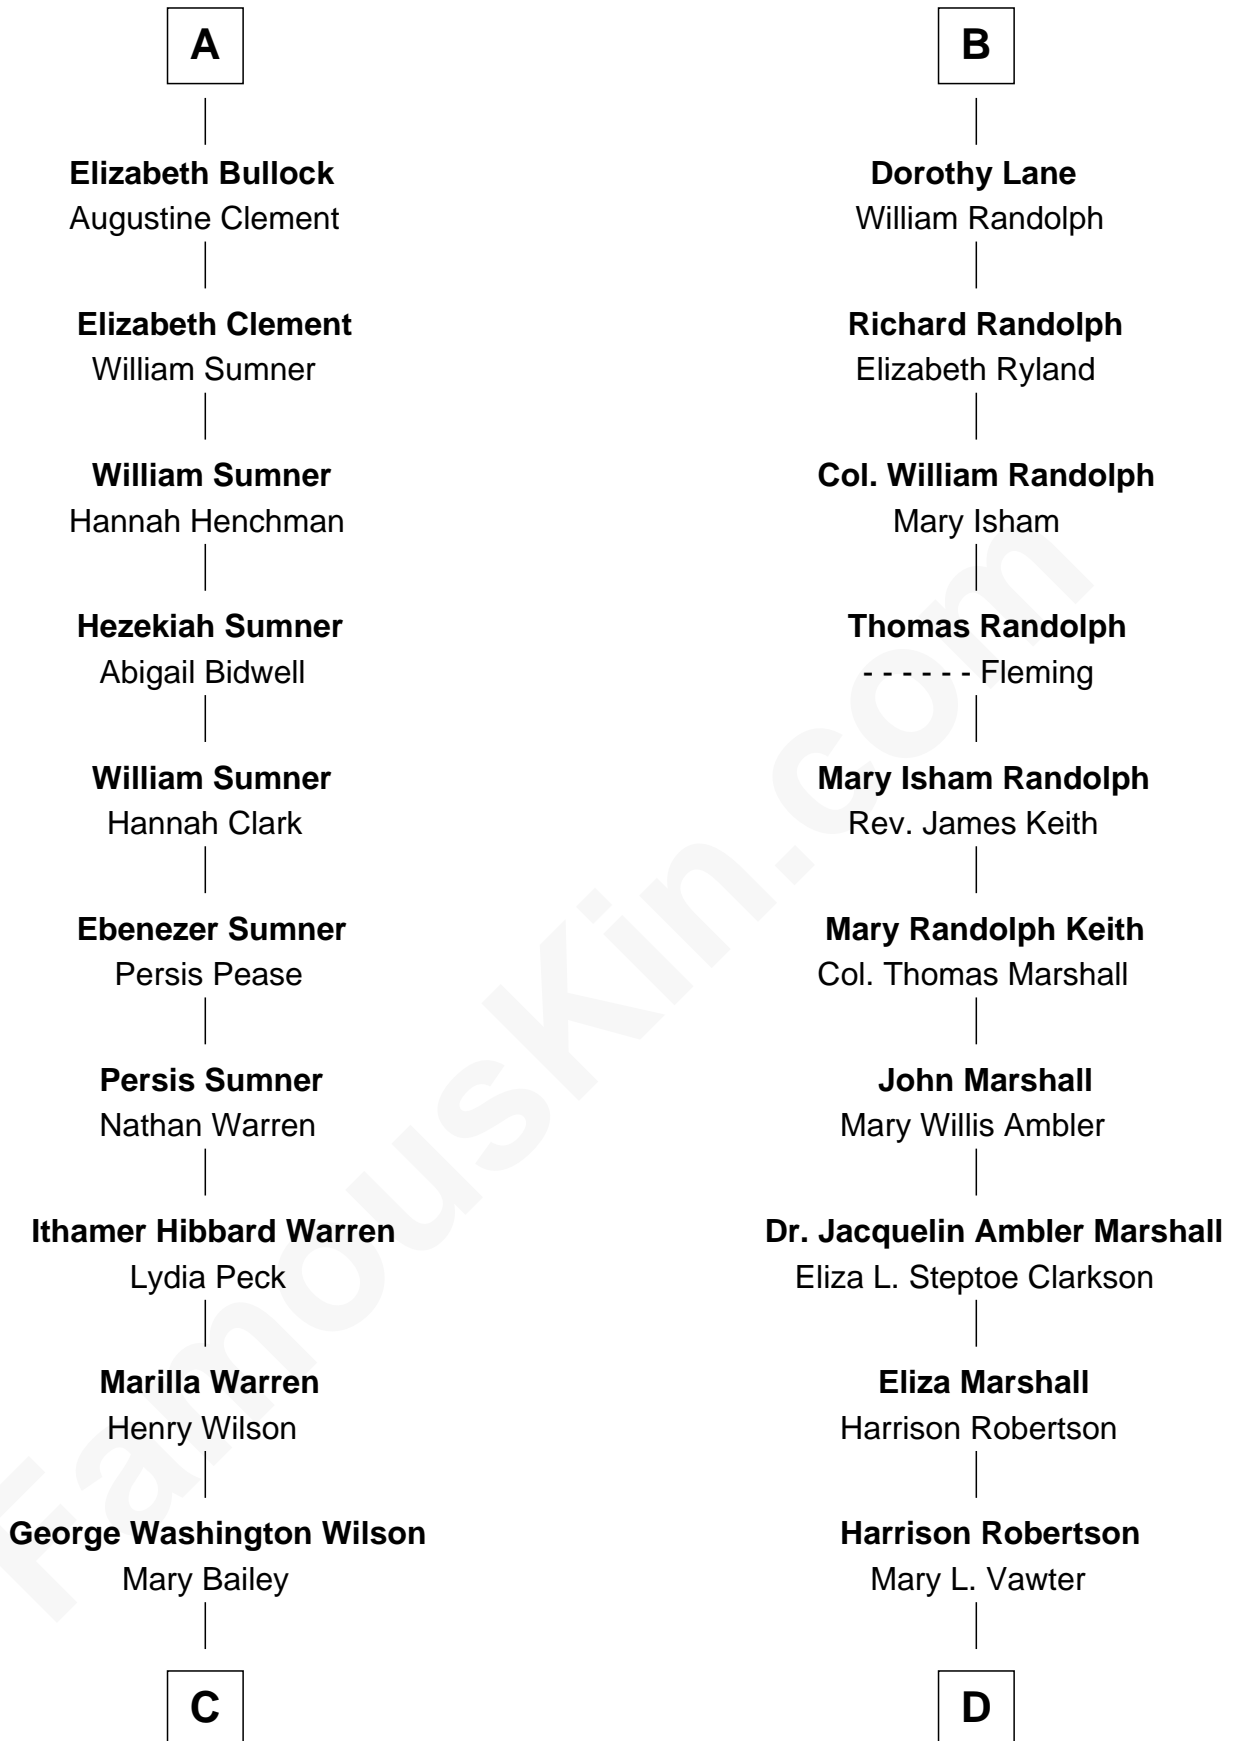 A
Elizabeth Bullock
Augustine Clement
Elizabeth Clement
William Sumner
William Sumner
Hannah Henchman
Hezekiah Sumner
Abigail Bidwell
William Sumner
Hannah Clark
Ebenezer Sumner
Persis Pease
Persis Sumner
Nathan Warren
Ithamer Hibbard Warren
Lydia Peck
Marilla Warren
Henry Wilson
George Washington Wilson
Mary Bailey
C
B
Dorothy Lane
William Randolph
Richard Randolph
Elizabeth Ryland
Col. William Randolph
Mary Isham
Thomas Randolph
- - - - - - Fleming
Mary Isham Randolph
Rev. James Keith
Mary Randolph Keith
Col. Thomas Marshall
John Marshall
Mary Willis Ambler
Dr. Jacquelin Ambler Marshall
Eliza L. Steptoe Clarkson
Eliza Marshall
Harrison Robertson
Harrison Robertson
Mary L. Vawter
D
FamousKin.com